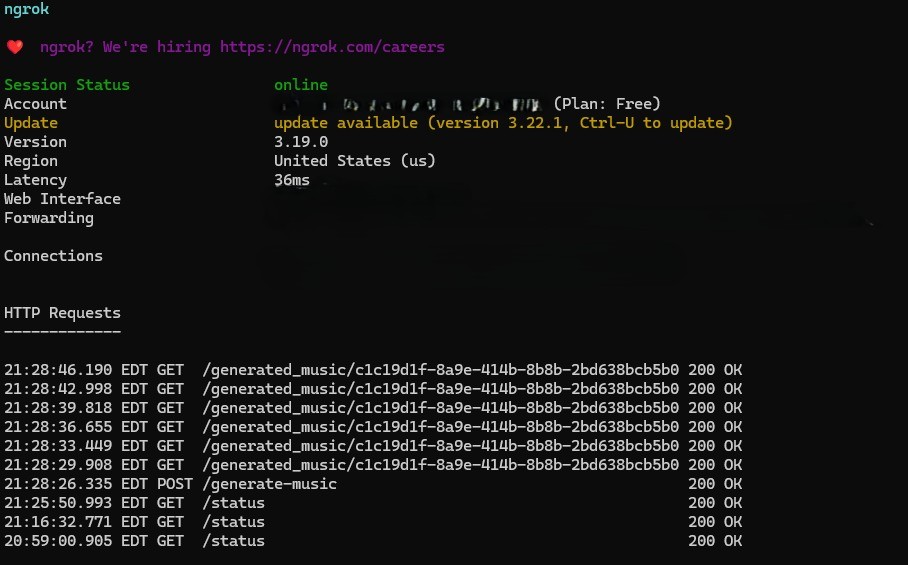 ngrok
❤️ ngrok? We're hiring https://ngrok.com/careers
Session Status online
Account (Plan: Free)
Update update available (version 3.22.1, Ctrl-U to update)
Version 3.19.0
Region United States (us)
Latency 36ms
Web Interface
Forwarding
Connections
HTTP Requests
-------------
21:28:46.190 EDT GET /generated_music/c1c19d1f-8a9e-414b-8b8b-2bd638bcb5b0 200 OK
21:28:42.998 EDT GET /generated_music/c1c19d1f-8a9e-414b-8b8b-2bd638bcb5b0 200 OK
21:28:39.818 EDT GET /generated_music/c1c19d1f-8a9e-414b-8b8b-2bd638bcb5b0 200 OK
21:28:36.655 EDT GET /generated_music/c1c19d1f-8a9e-414b-8b8b-2bd638bcb5b0 200 OK
21:28:33.449 EDT GET /generated_music/c1c19d1f-8a9e-414b-8b8b-2bd638bcb5b0 200 OK
21:28:29.908 EDT GET /generated_music/c1c19d1f-8a9e-414b-8b8b-2bd638bcb5b0 200 OK
21:28:26.335 EDT POST /generate-music 200 OK
21:25:50.993 EDT GET /status 200 OK
21:16:32.771 EDT GET /status 200 OK
20:59:00.905 EDT GET /status 200 OK